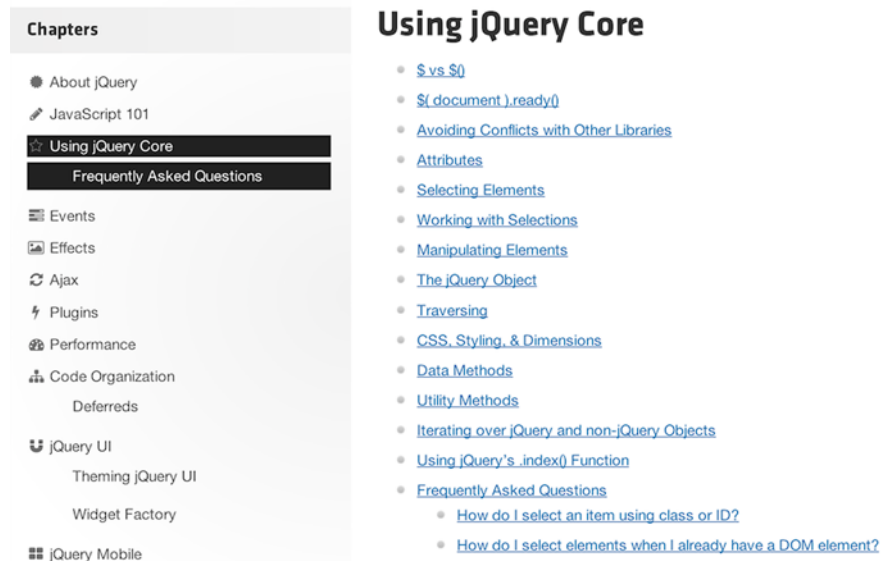 Chapters
About jQuery
JavaScript 101
Using jQuery Core
Frequently Asked Questions
Events
Effects
Ajax
Plugins
Performance
Code Organization
Deferreds
jQuery UI
Theming jQuery UI
Widget Factory
jQuery Mobile
Using jQuery Core
$ vs $()
$( document ).ready()
Avoiding Conflicts with Other Libraries
Attributes
Selecting Elements
Working with Selections
Manipulating Elements
The jQuery Object
Traversing
CSS, Styling, & Dimensions
Data Methods
Utility Methods
Iterating over jQuery and non-jQuery Objects
Using jQuery's .index() Function
Frequently Asked Questions
How do I select an item using class or ID?
How do I select elements when I already have a DOM element?